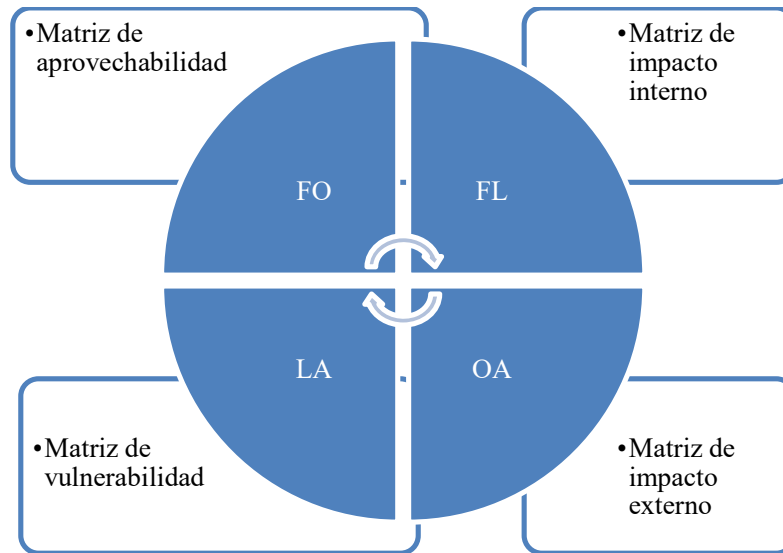 •Matriz de
aprovechabilidad
•Matriz de
impacto
interno
FO
FL
LA
OA
•Matriz de
vulnerabilidad
•Matriz de
impacto
externo